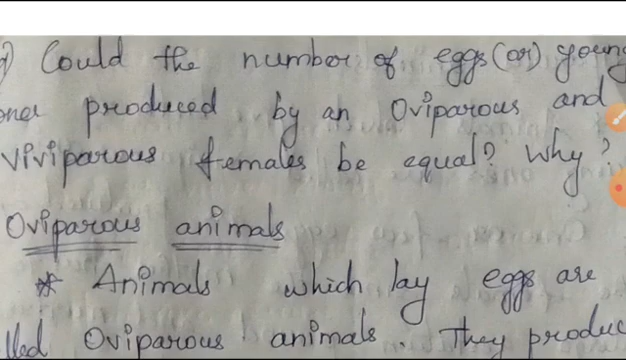 Could the number of eggs (or) young
produced by an Oviparous and
viviparous females be equal? Why?
Oviparous animals
* Animals which lay eggs are
Oviparous animals. They